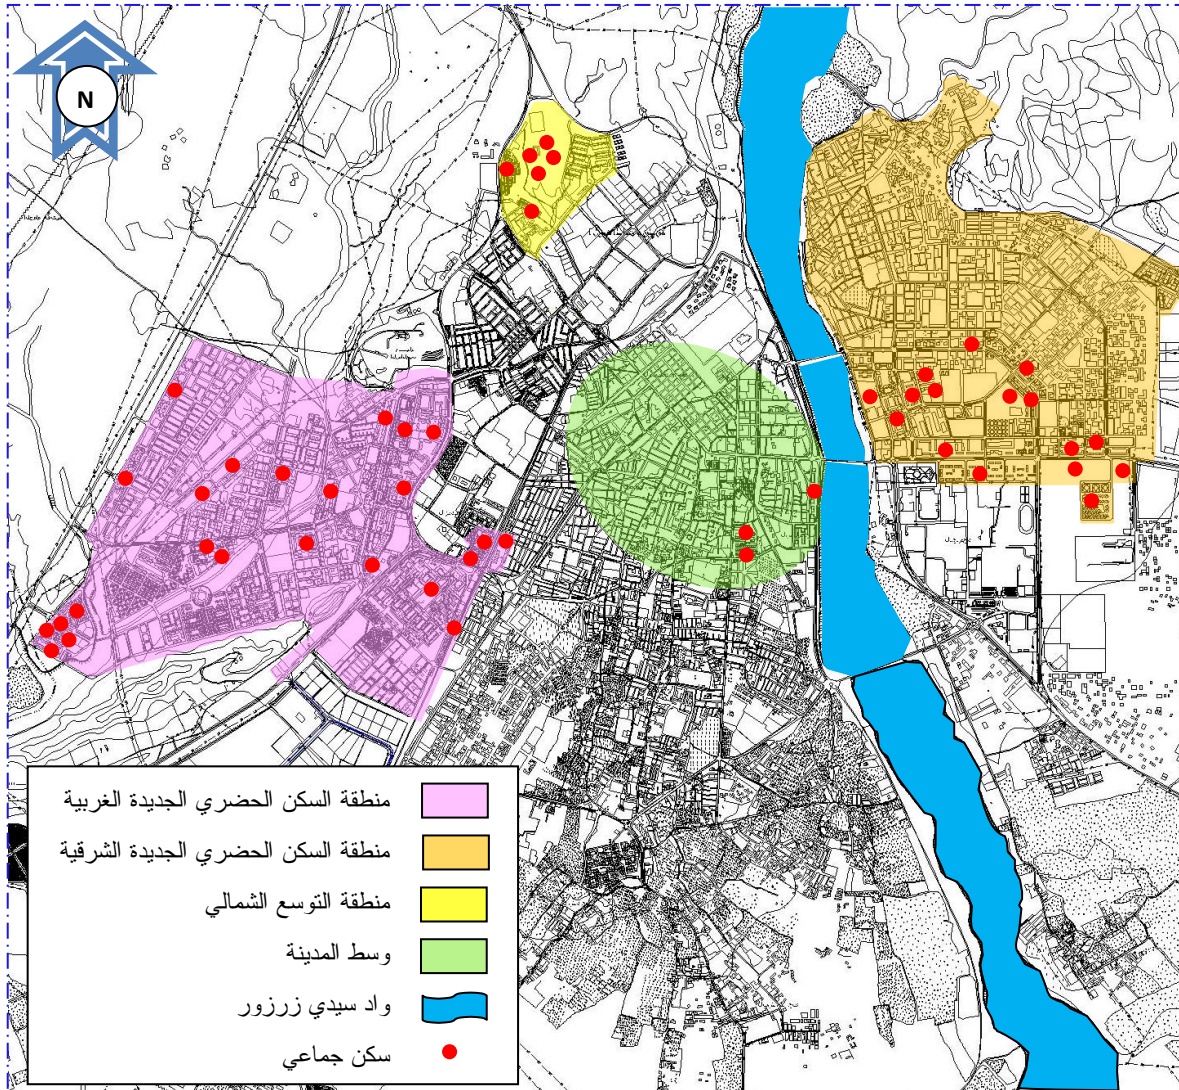 N
منطقة السكن الحضري الجديدة الغربية
منطقة السكن الحضري الجديدة الشرقية
منطقة التوسع الشمالي
وسط المدينة
واد سيدي زرزور
سكن جماعي